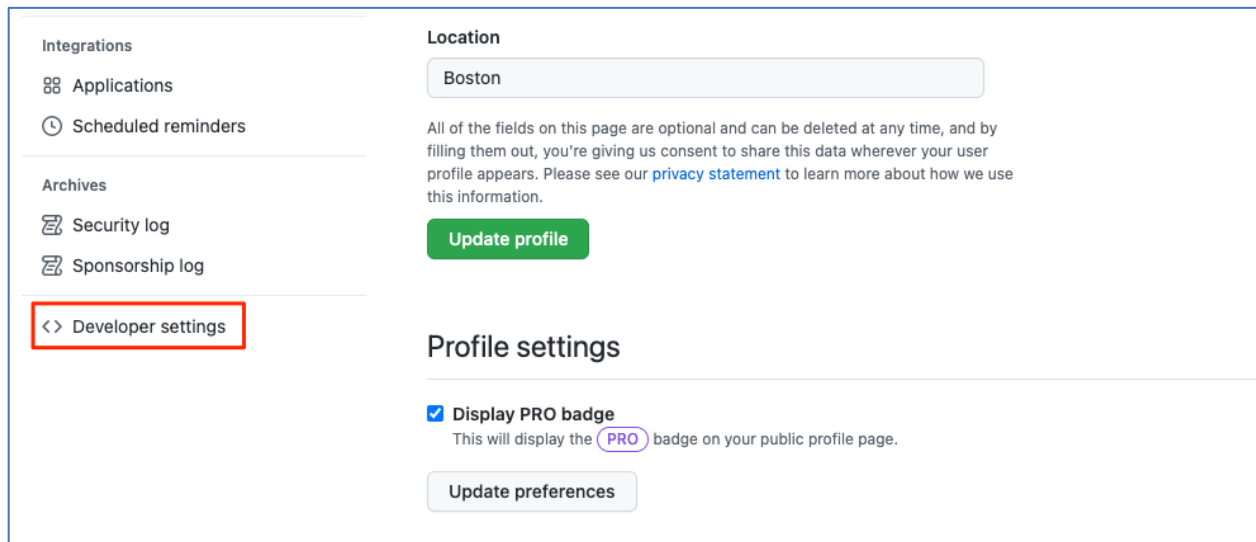 Integrations
Applications
Scheduled reminders
Archives
Security log
Sponsorship log
Developer settings
Location
Boston
All of the fields on this page are optional and can be deleted at any time, and by
filling them out, you're giving us consent to share this data wherever your user
profile appears. Please see our privacy statement to learn more about how we use
this information.
Update profile
Profile settings
Display PRO badge
This will display the PRO badge on your public profile page.
Update preferences